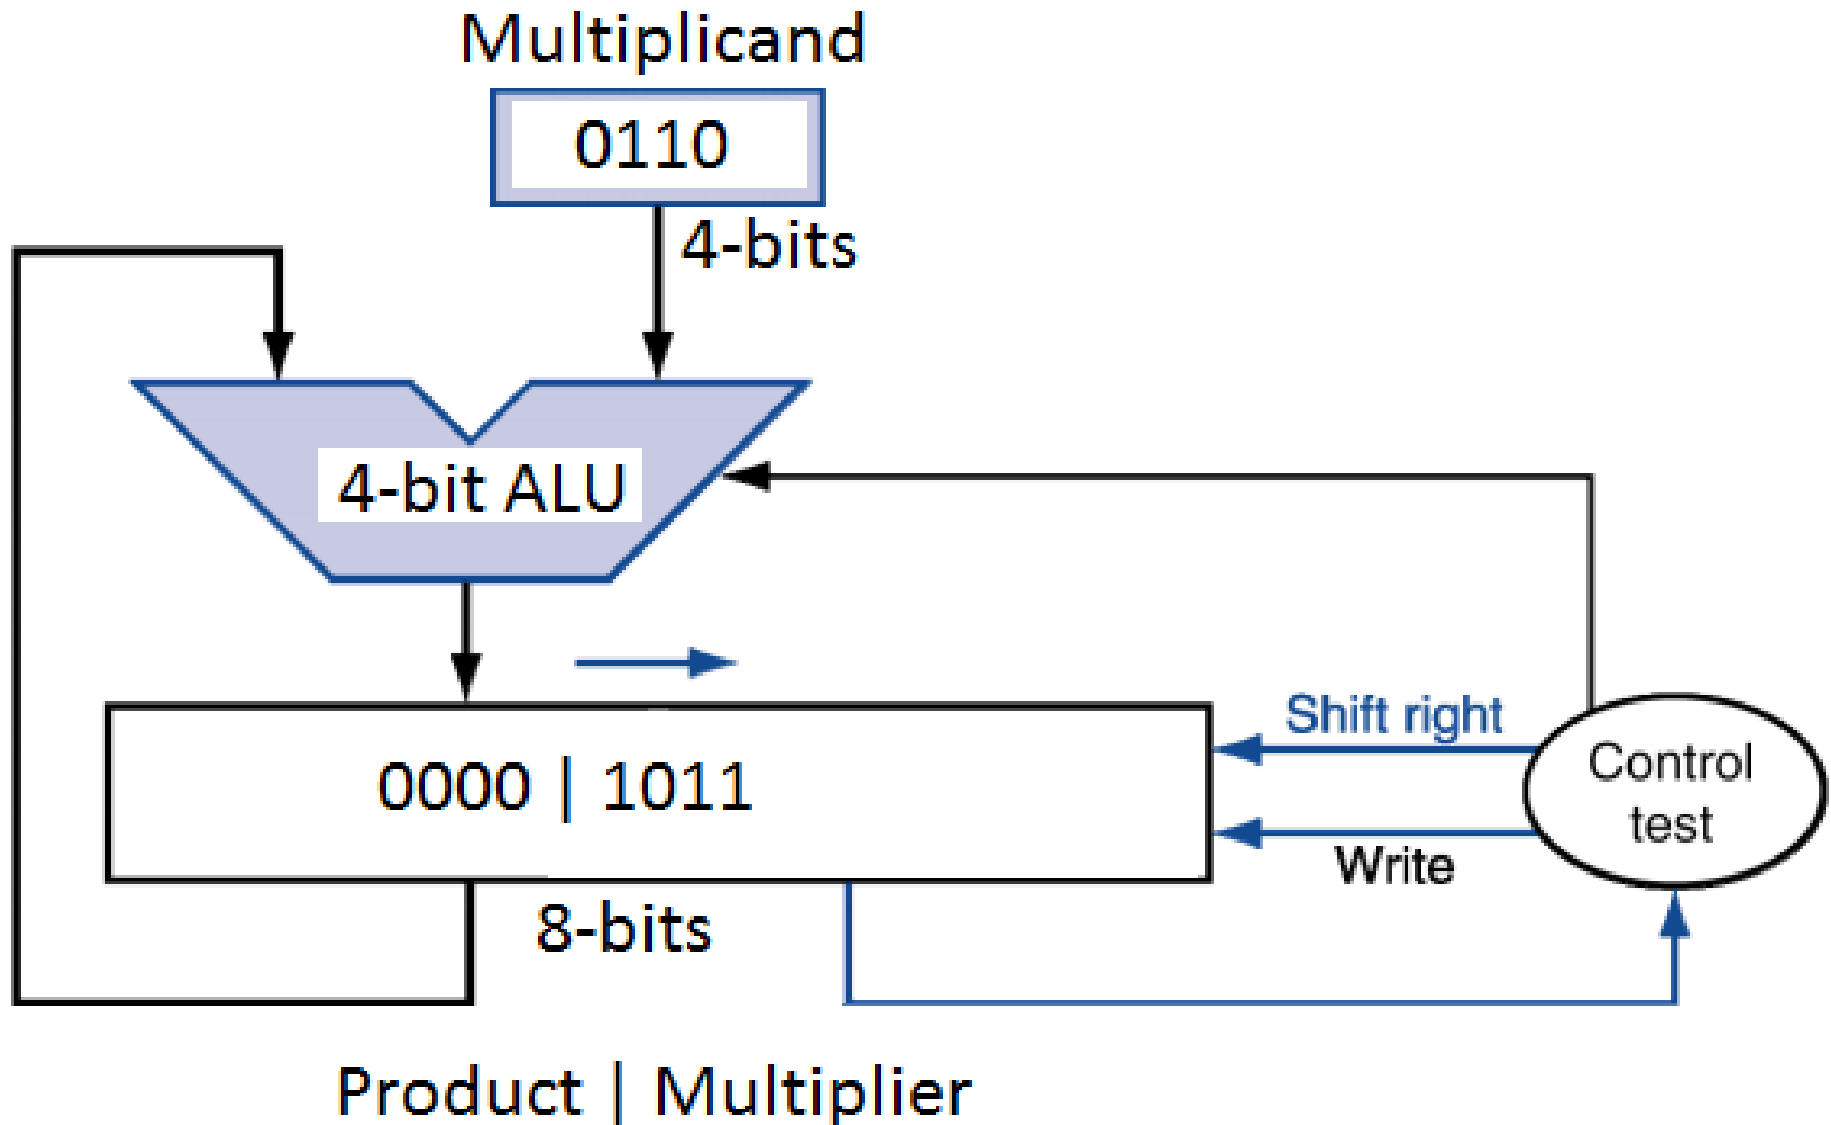 Multiplicand
0110
4-bits
4-bit ALU
Shift right
0000 | 1011
Control
test
Write
8-bits
Product | Multiplier